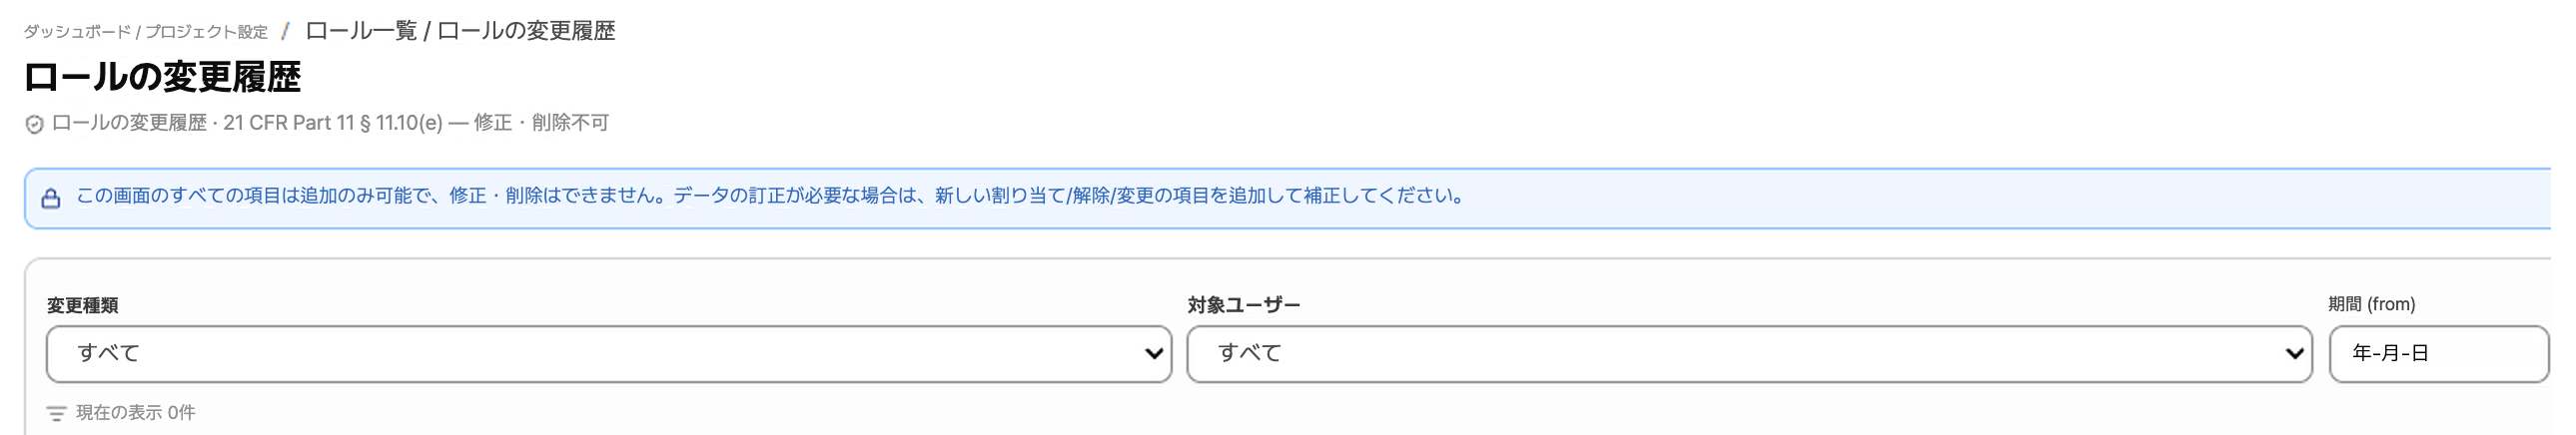 ダッシュボード / プロジェクト設定 / ロール一覧 / ロールの変更履歴
ロールの変更履歴
ロールの変更履歴 · 21 CFR Part 11 § 11.10(e) — 修正・削除不可
この画面のすべての項目は追加のみ可能で、修正・削除はできません。データの訂正が必要な場合は、新しい割り当て/解除/変更の項目を追加して補正してください。
変更種類 対象ユーザー 期間 (from)
すべて すべて 年-月-日
現在の表示 0件